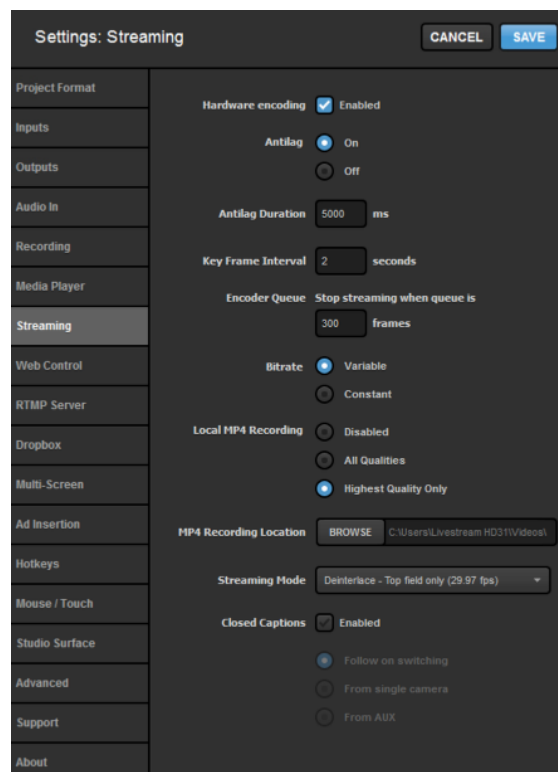 Settings: Streaming
CANCEL
SAVE
Project Format
Inputs
Outputs
Audio In
Recording
Media Player
Streaming
Web Control
RTMP Server
Dropbox
Multi-Screen
Ad Insertion
Hotkeys
Mouse / Touch
Studio Surface
Advanced
Support
About
Hardware encoding Enabled
Antilag On
Off
Antilag Duration 5000 ms
Key Frame Interval 2 seconds
Encoder Queue Stop streaming when queue is
300 frames
Bitrate Variable
Constant
Local MP4 Recording Disabled
All Qualities
Highest Quality Only
MP4 Recording Location BROWSE C:\Users\Livestream HD31\Videos\
Streaming Mode Deinterlace - Top field only (29.97 fps)
Closed Captions Enabled
Follow on switching
From single camera
From AUX